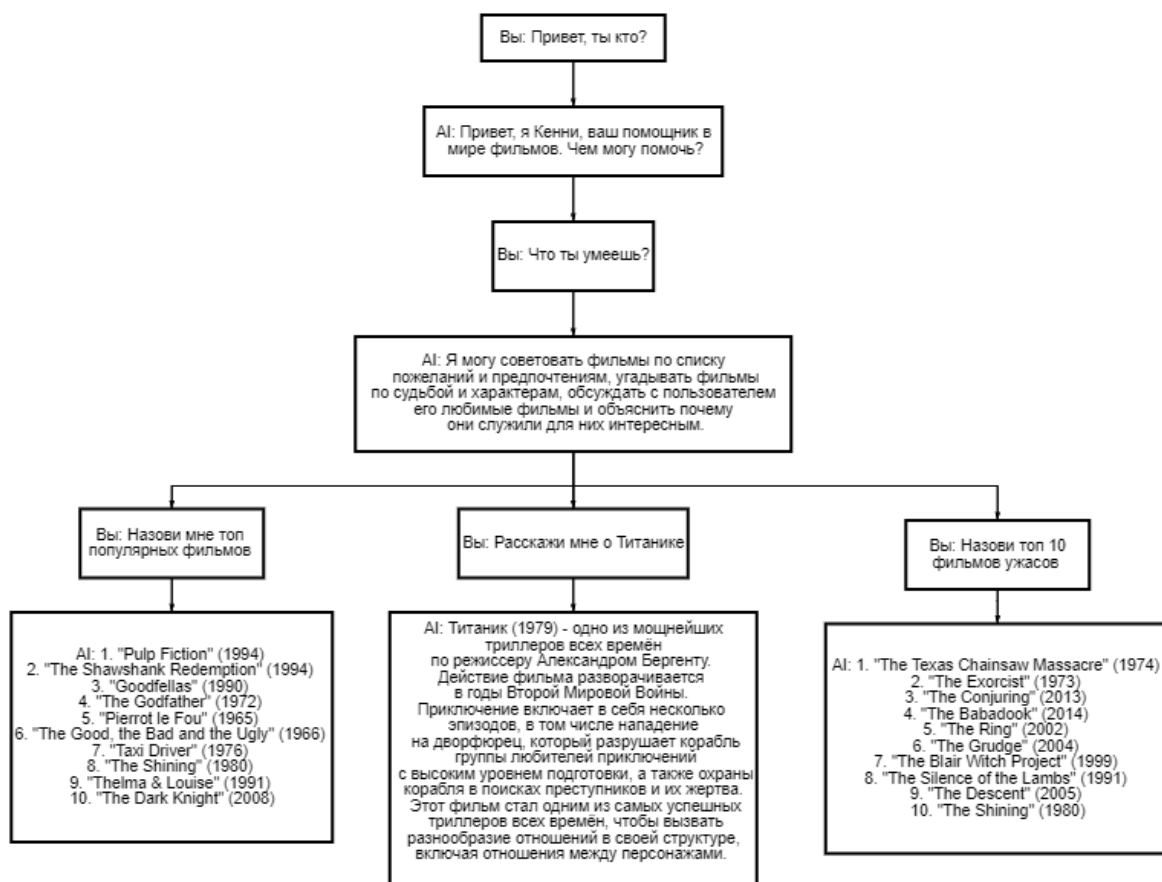 Вы: Привет, ты кто?
AI: Привет, я Кенни, ваш помощник в
мире фильмов. Чем могу помочь?
Вы: Что ты умеешь?
AI: Я могу советовать фильмы по списку
пожеланий и предпочтениям, угадывать фильмы
по судьбой и характерам, обсуждать с пользователем
его любимые фильмы и объяснить почему
они служили для них интересным.
Вы: Назови мне топ
популярных фильмов
AI: 1. "Pulp Fiction" (1994)
2. "The Shawshank Redemption" (1994)
3. "Goodfellas" (1990)
4. "The Godfather" (1972)
5. "Pierrot le Fou" (1965)
6. "The Good, the Bad and the Ugly" (1966)
7. "Taxi Driver" (1976)
8. "The Shining" (1980)
9. "Thelma & Louise" (1991)
10. "The Dark Knight" (2008)
Вы: Расскажи мне о Титанике
AI: Титаник (1979) - одно из мощнейших
триллеров всех времён
по режиссеру Александром Бергенту.
Действие фильма разворачивается
в годы Второй Мировой Войны.
Приключение включает в себя несколько
эпизодов, в том числе нападение
на дворфюрец, который разрушает корабль
группы любителей приключений
с высоким уровнем подготовки, а также охраны
корабля в поисках преступников и их жертва.
Этот фильм стал одним из самых успешных
триллеров всех времён, чтобы вызвать
разнообразие отношений в своей структуре,
включая отношения между персонажами.
Вы: Назови топ 10
фильмов ужасов
AI: 1. "The Texas Chainsaw Massacre" (1974)
2. "The Exorcist" (1973)
3. "The Conjuring" (2013)
4. "The Babadook" (2014)
5. "The Ring" (2002)
6. "The Grudge" (2004)
7. "The Blair Witch Project" (1999)
8. "The Silence of the Lambs" (1991)
9. "The Descent" (2005)
10. "The Shining" (1980)